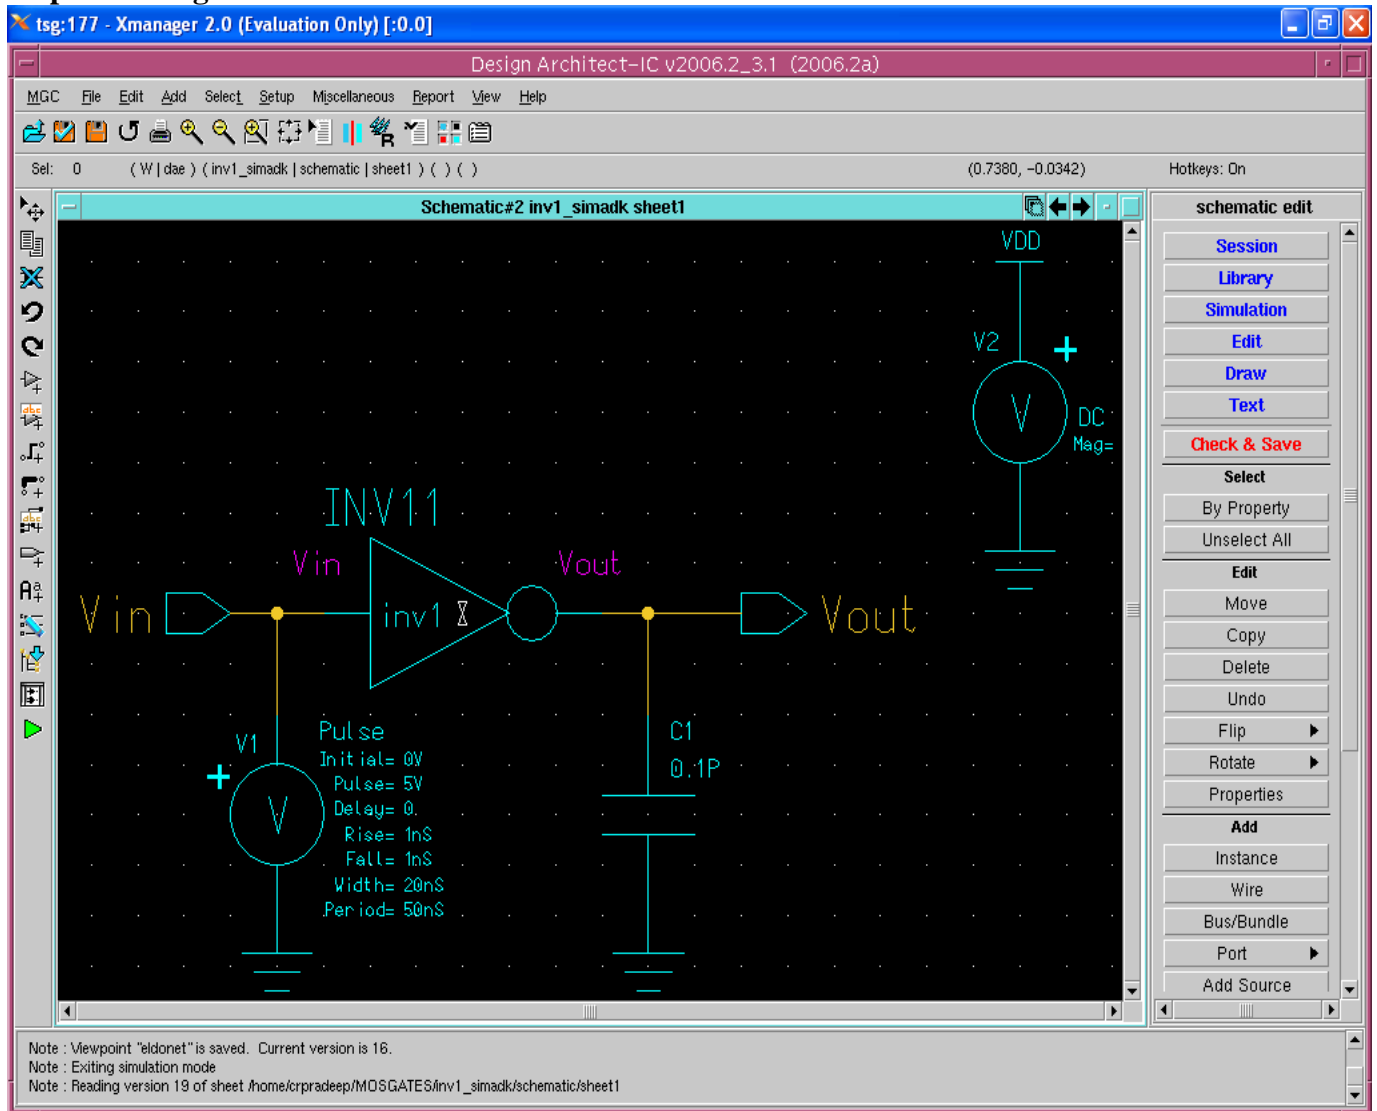 tsg:177 - Xmanager 2.0 (Evaluation Only) [:0.0]
Design Architect-IC v2006.2_3.1 (2006.2a)
MGC File Edit Add Select Setup Miscellaneous Report View Help
Sel: 0 ( W | dae ) ( inv1_simadk | schematic | sheet1 ) ( ) ( ) (0.7380, -0.0342) Hotkeys: On
Schematic#2 inv1_simadk sheet1
schematic edit
VDD
V2
V
DC
Mag=
INV11
Vin
Vout
Vin
inv1
Vout
V1
V
Pulse
Initial= 0V
Pulse= 5V
Delay= 0.
Rise= 1nS
Fall= 1nS
Width= 20nS
Period= 50nS
C1
0.1P
Session
Library
Simulation
Edit
Draw
Text
Check & Save
Select
By Property
Unselect All
Edit
Move
Copy
Delete
Undo
Flip
Rotate
Properties
Add
Instance
Wire
Bus/Bundle
Port
Add Source
Note : Viewpoint "eldonet" is saved. Current version is 16.
Note : Exiting simulation mode
Note : Reading version 19 of sheet /home/crpradeep/MOSGATES/inv1_simadk/schematic/sheet1